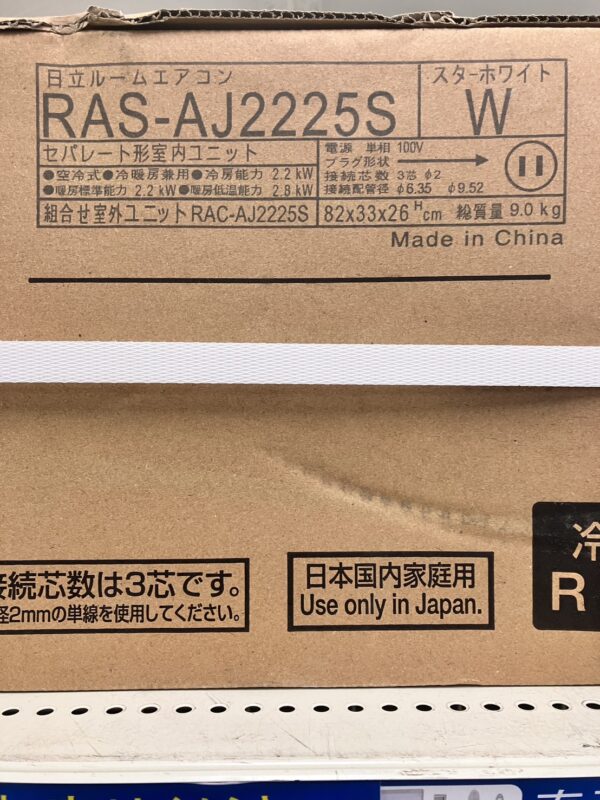 日立ルームエアコン
RAS-AJ2225S
スターホワイト
W
セパレート形室内ユニット
●空冷式●冷暖房兼用●冷房能力 2.2 kW
●暖房標準能力 2.2 kW●暖房低温能力 2.8 kW
電源 単相 100V
プラグ形状
接続芯数 3芯 φ2
接続配管径 φ6.35 φ9.52
組合せ室外ユニット RAC-AJ2225S
82x33x26 H cm 総質量 9.0 kg
Made in China
接続芯数は3芯です。
径2mmの単線を使用してください。
日本国内家庭用
Use only in Japan.
冷
R